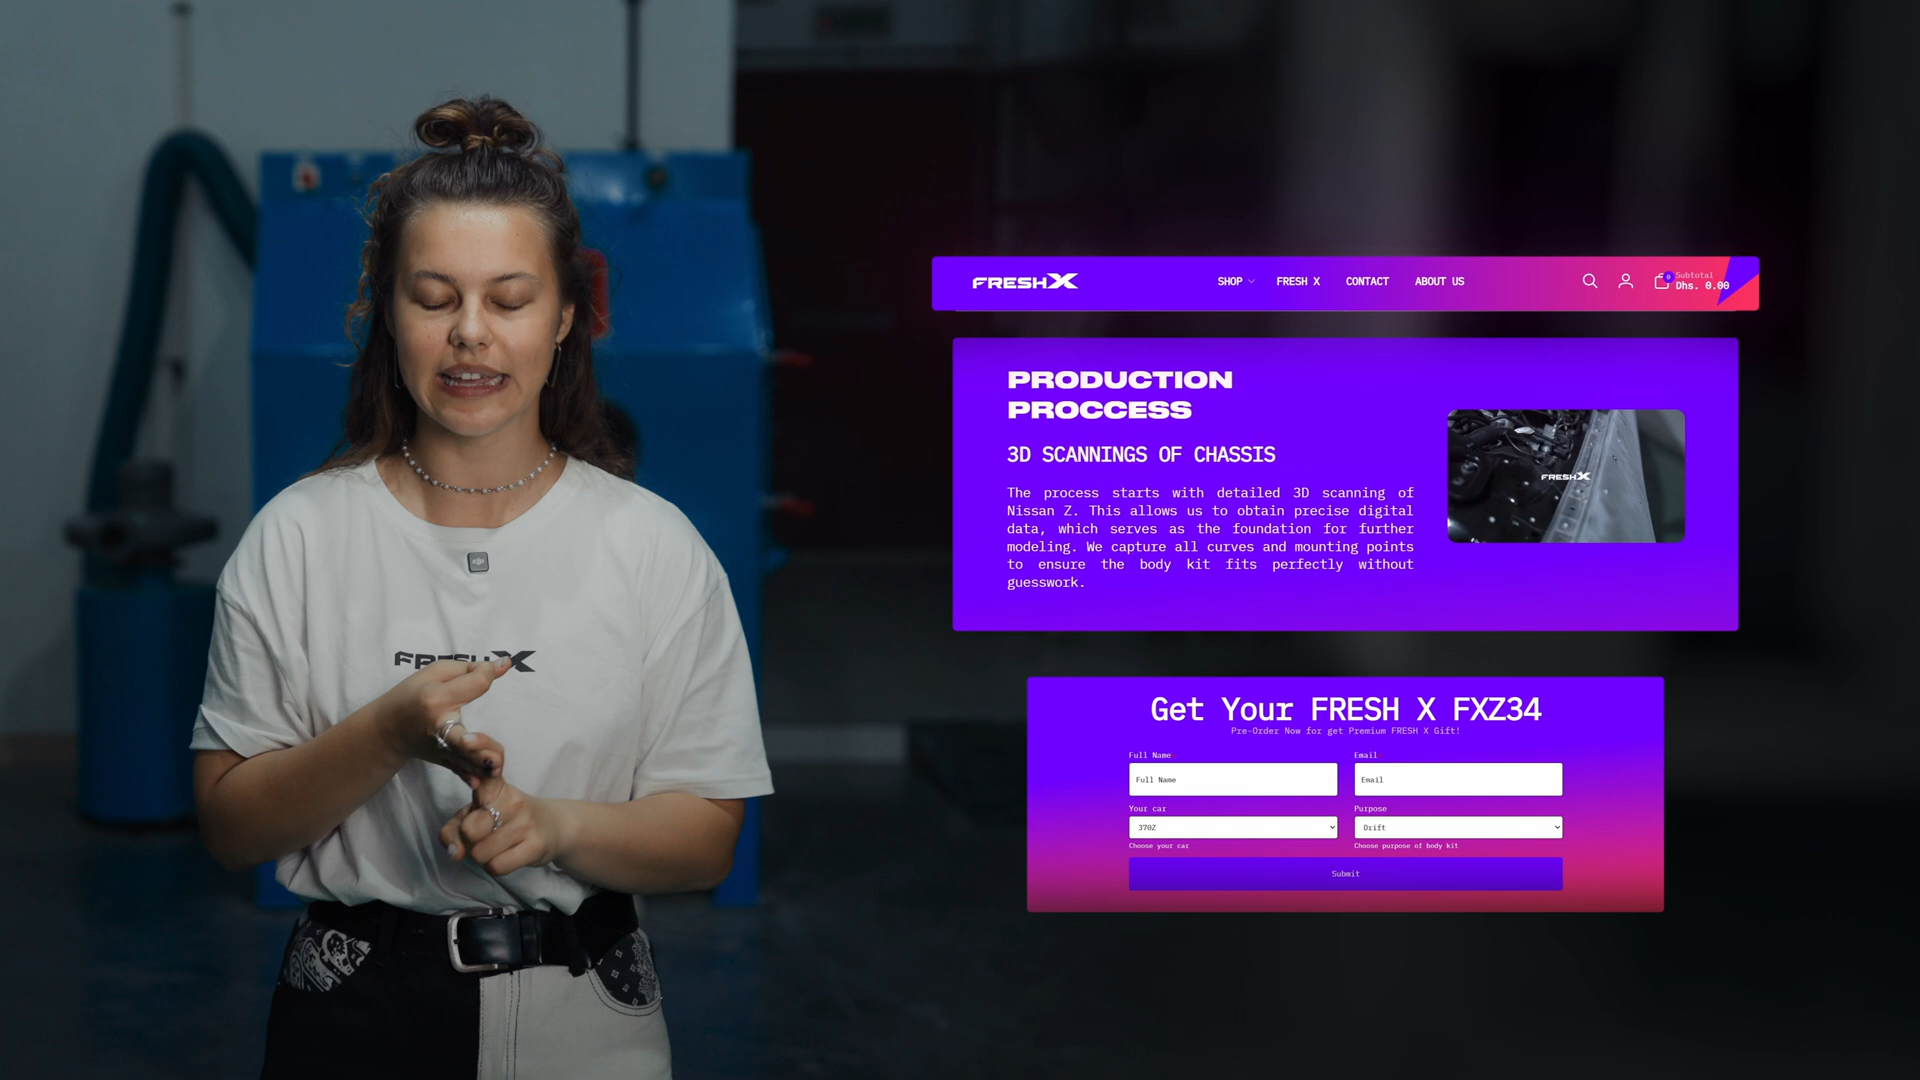 FRESHX
SHOP
FRESH X
CONTACT
ABOUT US
0
Subtotal
Dhs. 0.00
PRODUCTION
PROCCESS
3D SCANNINGS OF CHASSIS
The process starts with detailed 3D scanning of
Nissan Z. This allows us to obtain precise digital
data, which serves as the foundation for further
modeling. We capture all curves and mounting points
to ensure the body kit fits perfectly without
guesswork.
FRESHX
dji
FRESHX
Get Your FRESH X FXZ34
Pre-Order Now for get Premium FRESH X Gift!
Full Name
Email
Full Name
Email
Your car
Purpose
370Z
Drift
Choose your car
Choose purpose of body kit
Submit